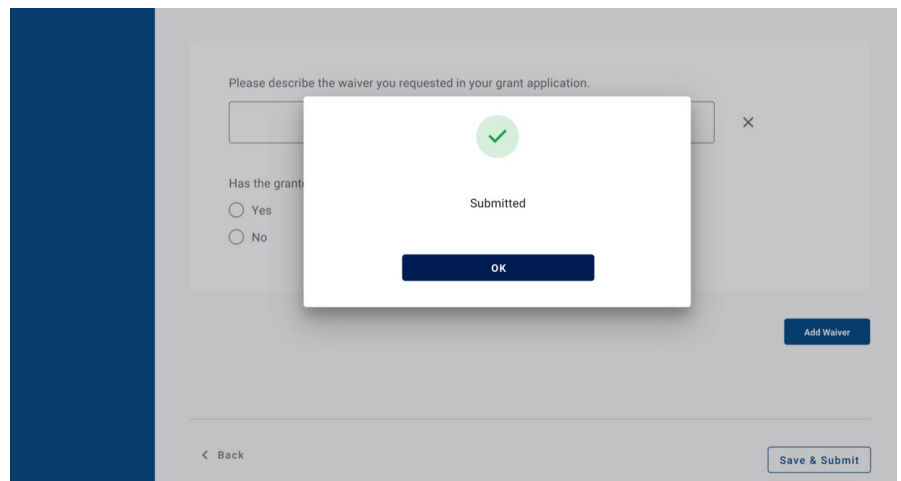 Please describe the waiver you requested in your grant application.
Submitted
Has the grant
Yes
No
OK
Add Waiver
Back
Save & Submit